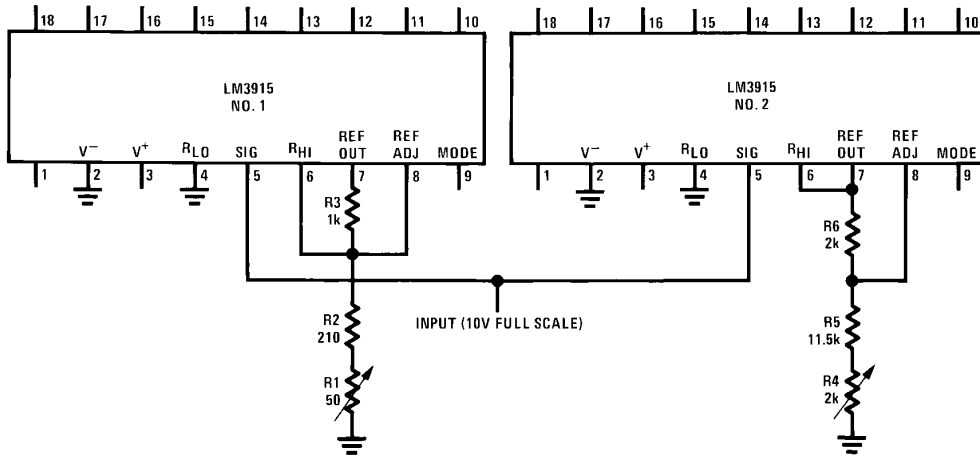 18 17 16 15 14 13 12 11 10
18 17 16 15 14 13 12 11 10
LM3915
NO. 1
LM3915
NO. 2
V− V+ RLO SIG RHI REF OUT REF ADJ MODE
V− V+ RLO SIG RHI REF OUT REF ADJ MODE
1 2 3 4 5 6 7 8 9
1 2 3 4 5 6 7 8 9
R3
1k
R6
2k
R2
210
INPUT (10V FULL SCALE)
R5
11.5k
R1
50
R4
2k